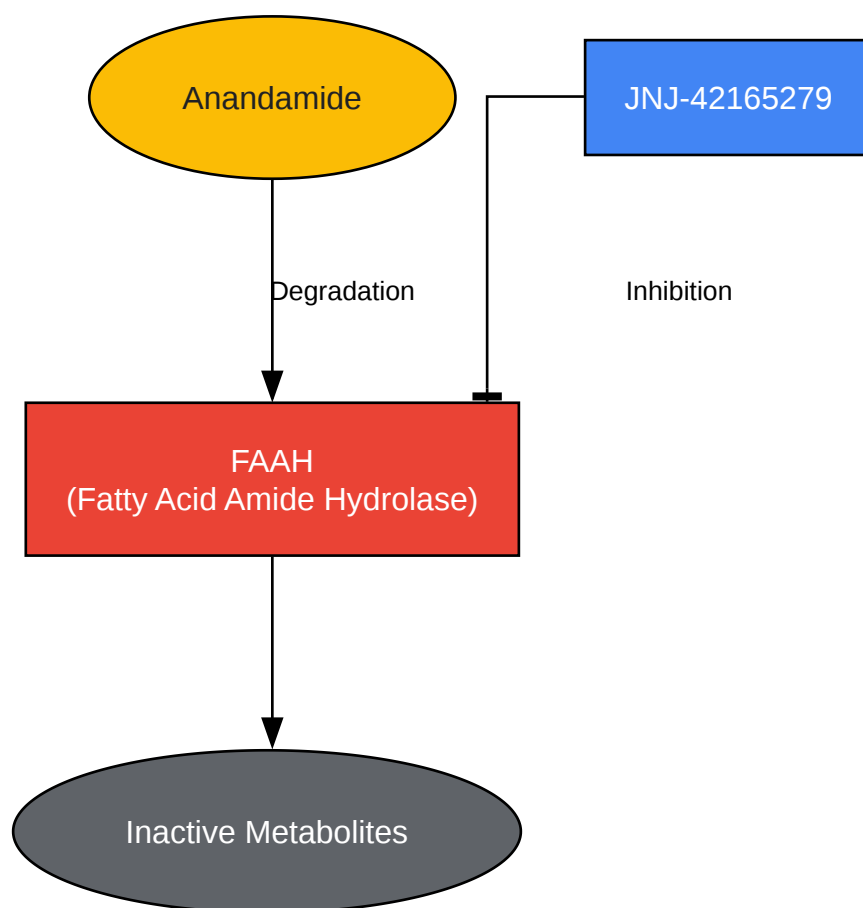 Anandamide
JNJ-42165279
Degradation
Inhibition
FAAH
(Fatty Acid Amide Hydrolase)
Inactive Metabolites